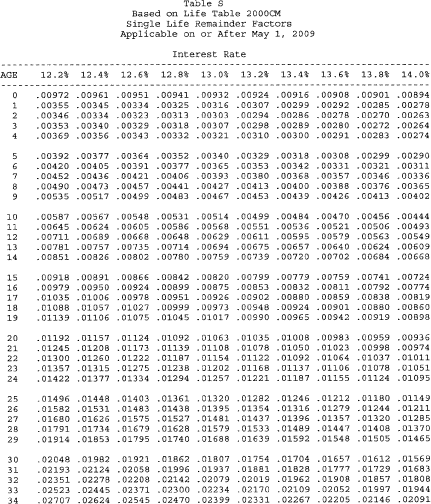 Table S
Based on Life Table 2000CM
Single Life Remainder Factors
Applicable on or After May 1, 2009
Interest Rate
AGE 12.2% 12.4% 12.6% 12.8% 13.0% 13.2% 13.4% 13.6% 13.8% 14.0%
0 .00972 .00961 .00951 .00941 .00932 .00924 .00916 .00908 .00901 .00894
1 .00355 .00345 .00334 .00325 .00316 .00307 .00299 .00292 .00285 .00278
2 .00346 .00334 .00323 .00313 .00303 .00294 .00286 .00278 .00270 .00263
3 .00353 .00340 .00329 .00318 .00307 .00298 .00289 .00280 .00272 .00264
4 .00369 .00356 .00343 .00332 .00321 .00310 .00300 .00291 .00283 .00274
5 .00392 .00377 .00364 .00352 .00340 .00329 .00318 .00308 .00299 .00290
6 .00420 .00405 .00391 .00377 .00365 .00353 .00342 .00331 .00321 .00311
7 .00452 .00436 .00421 .00406 .00393 .00380 .00368 .00357 .00346 .00336
8 .00490 .00473 .00457 .00441 .00427 .00413 .00400 .00388 .00376 .00365
9 .00535 .00517 .00499 .00483 .00467 .00453 .00439 .00426 .00413 .00402
10 .00587 .00567 .00548 .00531 .00514 .00499 .00484 .00470 .00456 .00444
11 .00645 .00624 .00605 .00586 .00568 .00551 .00536 .00521 .00506 .00493
12 .00711 .00689 .00668 .00648 .00629 .00611 .00595 .00579 .00563 .00549
13 .00781 .00757 .00735 .00714 .00694 .00675 .00657 .00640 .00624 .00609
14 .00851 .00826 .00802 .00780 .00759 .00739 .00720 .00702 .00684 .00668
15 .00918 .00891 .00866 .00842 .00820 .00799 .00779 .00759 .00741 .00724
16 .00979 .00950 .00924 .00899 .00875 .00853 .00832 .00811 .00792 .00774
17 .01035 .01006 .00978 .00951 .00926 .00902 .00880 .00859 .00838 .00819
18 .01088 .01057 .01027 .00999 .00973 .00948 .00924 .00901 .00880 .00860
19 .01139 .01106 .01075 .01045 .01017 .00990 .00965 .00942 .00919 .00898
20 .01192 .01157 .01124 .01092 .01063 .01035 .01008 .00983 .00959 .00936
21 .01245 .01208 .01173 .01139 .01108 .01078 .01050 .01023 .00998 .00974
22 .01300 .01260 .01222 .01187 .01154 .01122 .01092 .01064 .01037 .01011
23 .01357 .01315 .01275 .01238 .01202 .01168 .01137 .01106 .01078 .01051
24 .01422 .01377 .01334 .01294 .01257 .01221 .01187 .01155 .01124 .01095
25 .01496 .01448 .01403 .01361 .01320 .01282 .01246 .01212 .01180 .01149
26 .01582 .01531 .01483 .01438 .01395 .01354 .01316 .01279 .01244 .01211
27 .01680 .01626 .01575 .01527 .01481 .01437 .01396 .01357 .01320 .01285
28 .01791 .01734 .01679 .01628 .01579 .01533 .01489 .01447 .01408 .01370
29 .01914 .01853 .01795 .01740 .01688 .01639 .01592 .01548 .01505 .01465
30 .02048 .01982 .01921 .01862 .01807 .01754 .01704 .01657 .01612 .01569
31 .02193 .02124 .02058 .01996 .01937 .01881 .01828 .01777 .01729 .01683
32 .02351 .02278 .02208 .02142 .02079 .02019 .01962 .01908 .01857 .01808
33 .02523 .02445 .02371 .02300 .02234 .02170 .02109 .02052 .01997 .01944
34 .02707 .02624 .02545 .02470 .02399 .02331 .02267 .02205 .02146 .02091